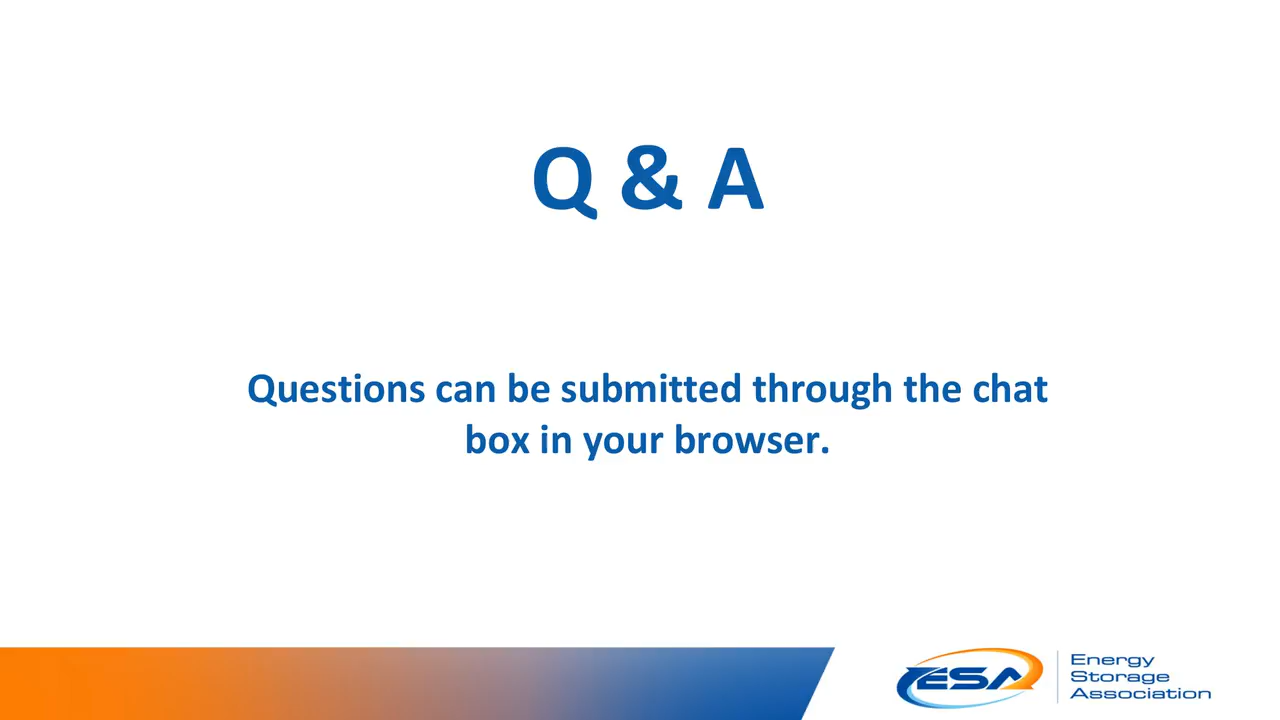 Q & A
Questions can be submitted through the chat
box in your browser.
ESA
Energy
Storage
Association